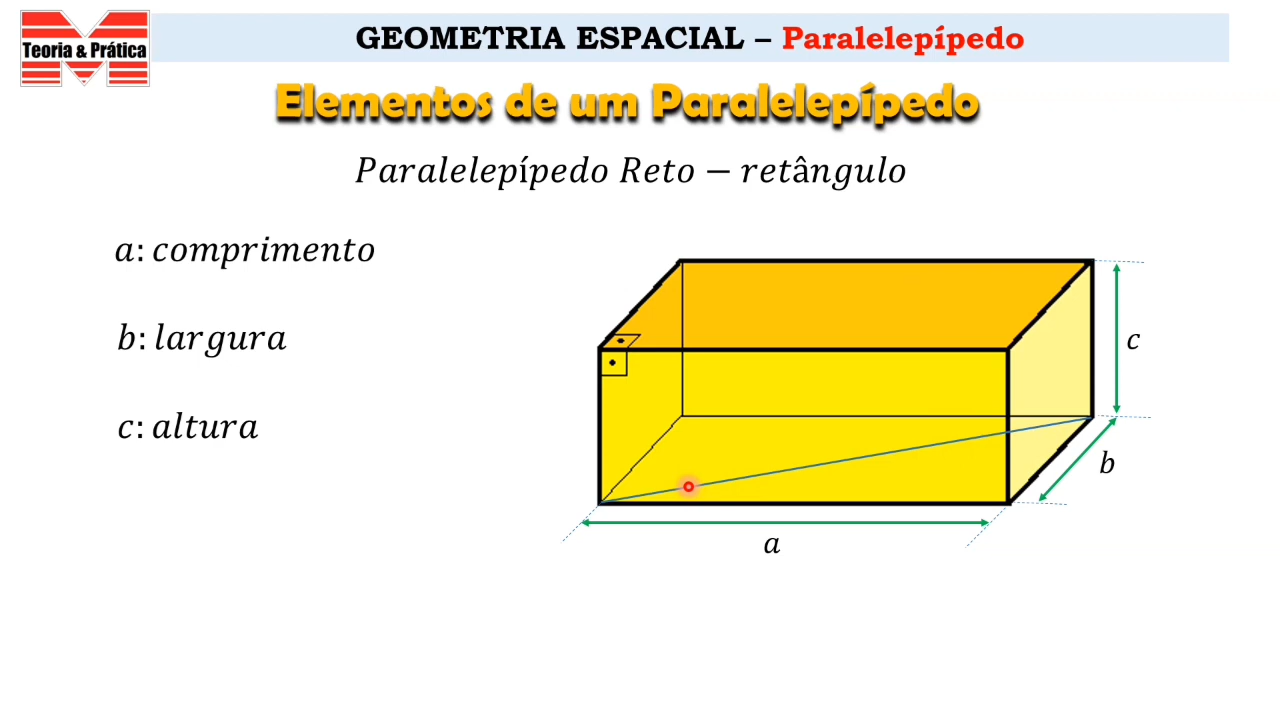 Teoria & Prática
GEOMETRIA ESPACIAL – Paralelepípedo
Elementos de um Paralelepípedo
Paralelepípedo Reto − retângulo
a: comprimento
b: largura
c: altura
c
b
a